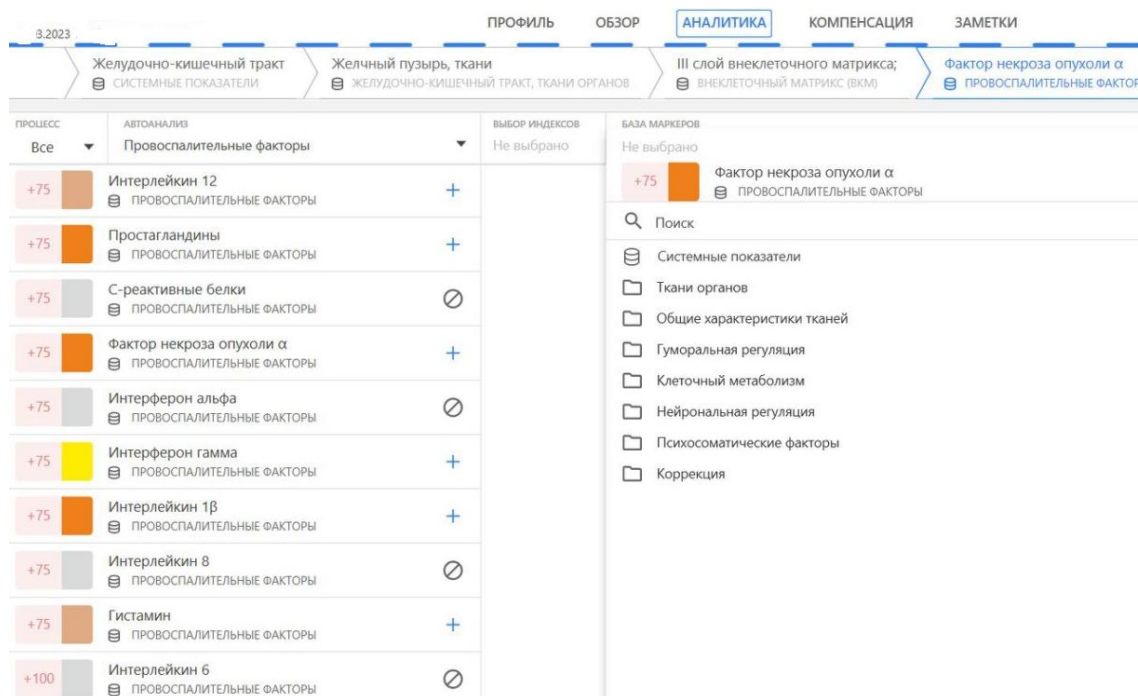 3.2023
ПРОФИЛЬ ОБЗОР АНАЛИТИКА КОМПЕНСАЦИЯ ЗАМЕТКИ
Желудочно-кишечный тракт
СИСТЕМНЫЕ ПОКАЗАТЕЛИ
Желчный пузырь, ткани
ЖЕЛУДОЧНО-КИШЕЧНЫЙ ТРАКТ, ТКАНИ ОРГАНОВ
III слой внеклеточного матрикса;
ВНЕКЛЕТОЧНЫЙ МАТРИКС (ВКМ)
Фактор некроза опухоли α
ПРОВОСПАЛИТЕЛЬНЫЕ ФАКТОР
ПРОЦЕСС
Все
АВТОАНАЛИЗ
Провоспалительные факторы
ВЫБОР ИНДЕКСОВ
Не выбрано
+75 Интерлейкин 12
ПРОВОСПАЛИТЕЛЬНЫЕ ФАКТОРЫ
+75 Простагландины
ПРОВОСПАЛИТЕЛЬНЫЕ ФАКТОРЫ
+75 С-реактивные белки
ПРОВОСПАЛИТЕЛЬНЫЕ ФАКТОРЫ
+75 Фактор некроза опухоли α
ПРОВОСПАЛИТЕЛЬНЫЕ ФАКТОРЫ
+75 Интерферон альфа
ПРОВОСПАЛИТЕЛЬНЫЕ ФАКТОРЫ
+75 Интерферон гамма
ПРОВОСПАЛИТЕЛЬНЫЕ ФАКТОРЫ
+75 Интерлейкин 1β
ПРОВОСПАЛИТЕЛЬНЫЕ ФАКТОРЫ
+75 Интерлейкин 8
ПРОВОСПАЛИТЕЛЬНЫЕ ФАКТОРЫ
+75 Гистамин
ПРОВОСПАЛИТЕЛЬНЫЕ ФАКТОРЫ
+100 Интерлейкин 6
ПРОВОСПАЛИТЕЛЬНЫЕ ФАКТОРЫ
БАЗА МАРКЕРОВ
Не выбрано
+75 Фактор некроза опухоли α
ПРОВОСПАЛИТЕЛЬНЫЕ ФАКТОРЫ
Поиск
Системные показатели
Ткани органов
Общие характеристики тканей
Гуморальная регуляция
Клеточный метаболизм
Нейрональная регуляция
Психосоматические факторы
Коррекция